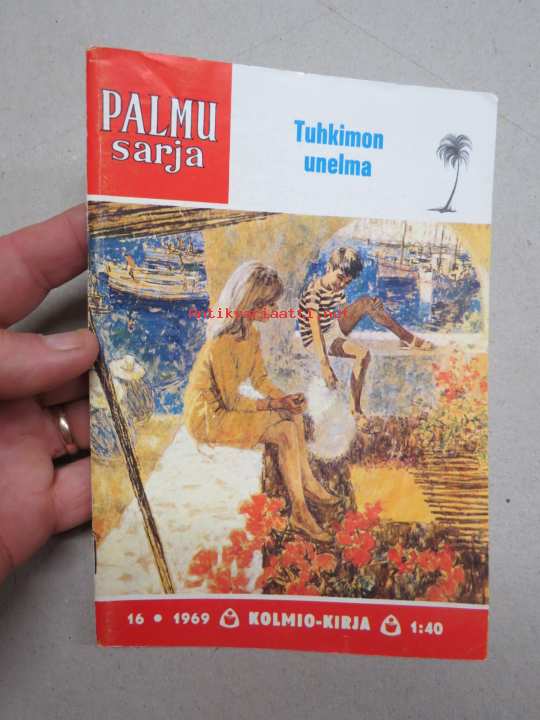 PALMU
sarja
Tuhkimon
unelma
Antikvariaatti.net
16 • 1969 KOLMIO-KIRJA 1:40